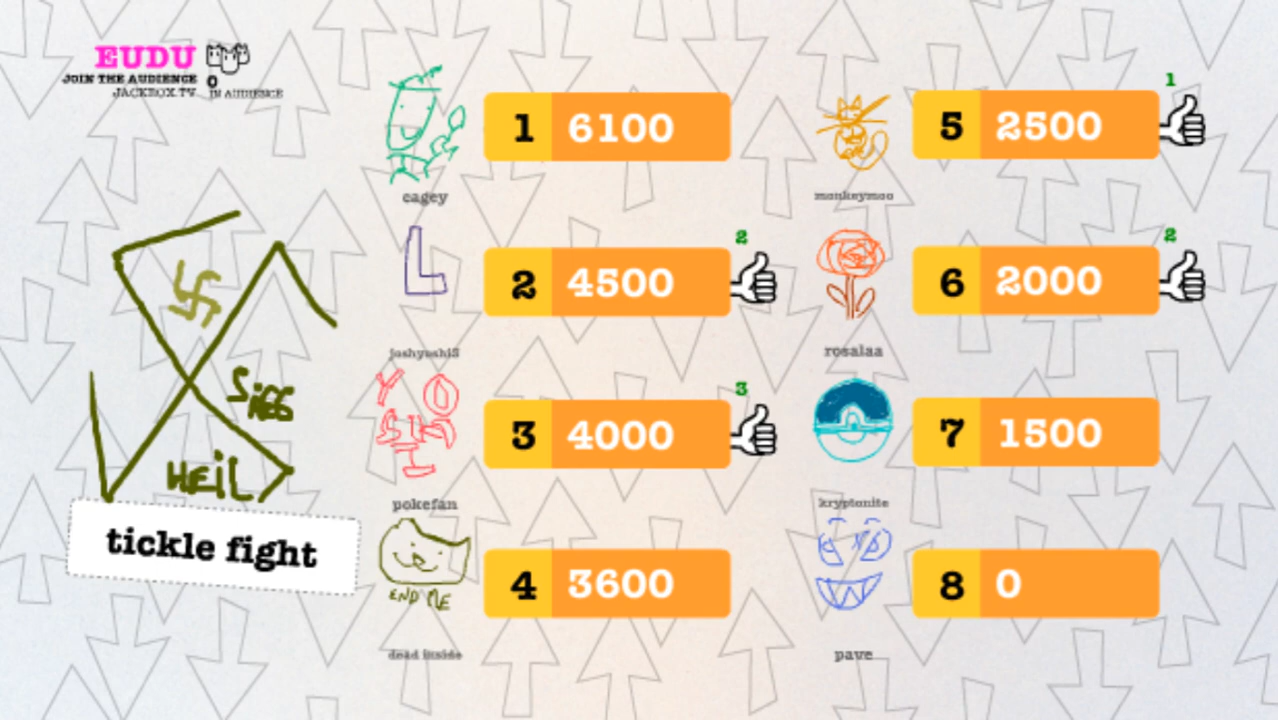 EUDU
JOIN THE AUDIENCE
JACKBOX.TV
0
IN AUDIENCE
SiEG
HEiL
tickle fight
cagey
1 6100
joshyoshi3
2 4500
2
pokefan
3 4000
3
END ME
dead inside
4 3600
monkeymoo
5 2500
1
rosalaa
6 2000
2
kryptonite
7 1500
pave
8 0